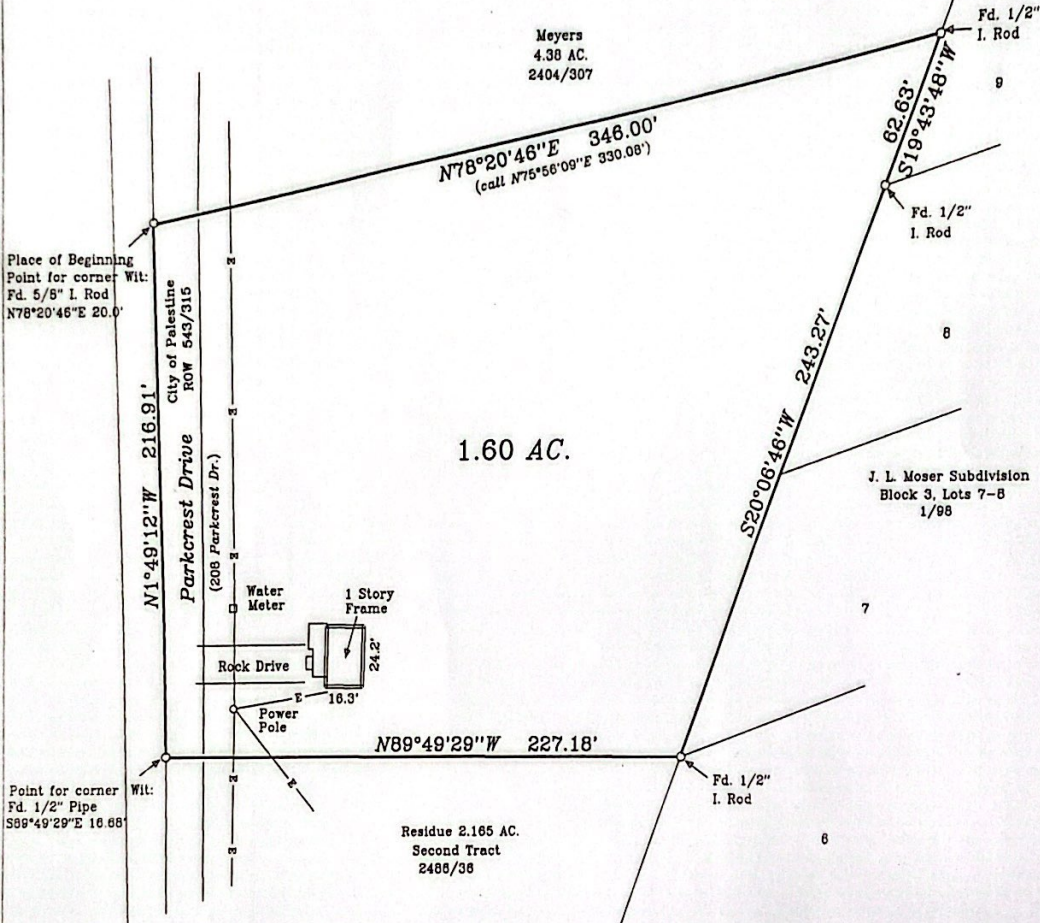 Fd. 1/2"
I. Rod
Meyers
4.38 AC.
2404/307
9
62.63'
S19°43'48"W
N78°20'46"E 346.00'
(call N75°56'09"E 330.08')
Fd. 1/2"
I. Rod
Place of Beginning
Point for corner Wit:
Fd. 5/8" I. Rod
N78°20'46"E 20.0'
City of Palestine
ROW 543/315
8
S20°06'46"W 243.27'
N1°49'12"W 216.91'
Parkcrest Drive
(208 Parkcrest Dr.)
1.60 AC.
J. L. Moser Subdivision
Block 3, Lots 7-8
1/98
Water
Meter
1 Story
Frame
7
24.2'
Rock Drive
E
16.3'
Power
Pole
N89°49'29"W 227.18'
E
Point for corner Wit:
Fd. 1/2" Pipe
S89°49'29"E 16.68'
Fd. 1/2"
I. Rod
Residue 2.165 AC.
Second Tract
2486/36
6